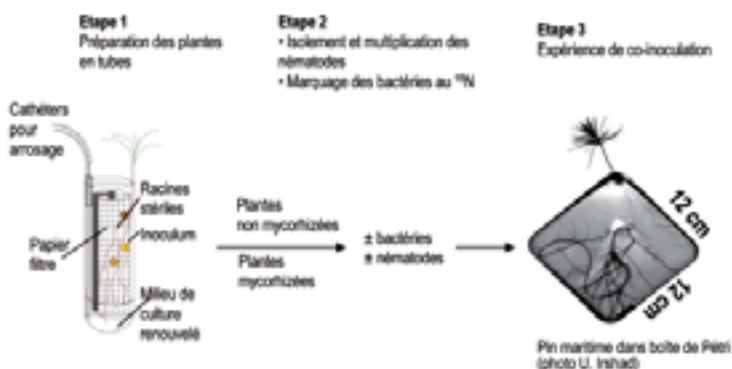 Etape 1
Préparation des plantes
en tubes
Etape 2
• Isolement et multiplication des
nématodes
• Marquage des bactéries au ¹⁵N
Etape 3
Expérience de co-inoculation
Cathéters
pour
arrosage
Racines
stériles
Inoculum
Papier
filtre
Milieu de
culture
renouvelé
Plantes
non mycorhizées
Plantes
mycorhizées
± bactéries
± nématodes
12 cm
12 cm
Pin maritime dans boîte de Pétri
(photo U. Irshad)